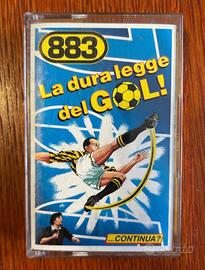 883
La dura legge
del GOL!
...CONTINUA?